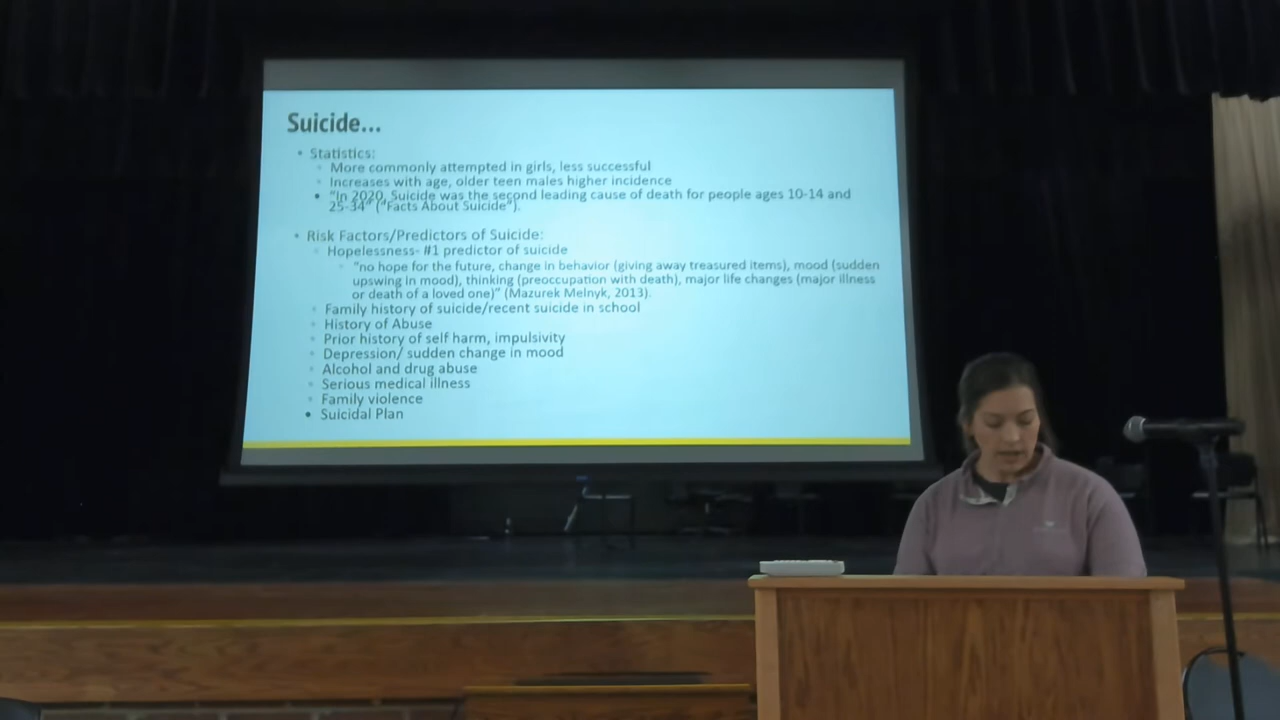 Suicide...
• Statistics:
◦ More commonly attempted in girls, less successful
◦ Increases with age, older teen males higher incidence
• "In 2020, Suicide was the second leading cause of death for people ages 10-14 and
25-34" ("Facts About Suicide").
• Risk Factors/Predictors of Suicide:
◦ Hopelessness- #1 predictor of suicide
◦ "no hope for the future, change in behavior (giving away treasured items), mood (sudden
upswing in mood), thinking (preoccupation with death), major life changes (major illness
or death of a loved one)" (Mazurek Melnyk, 2013).
◦ Family history of suicide/recent suicide in school
◦ History of Abuse
◦ Prior history of self harm, impulsivity
◦ Depression/ sudden change in mood
◦ Alcohol and drug abuse
◦ Serious medical illness
◦ Family violence
• Suicidal Plan